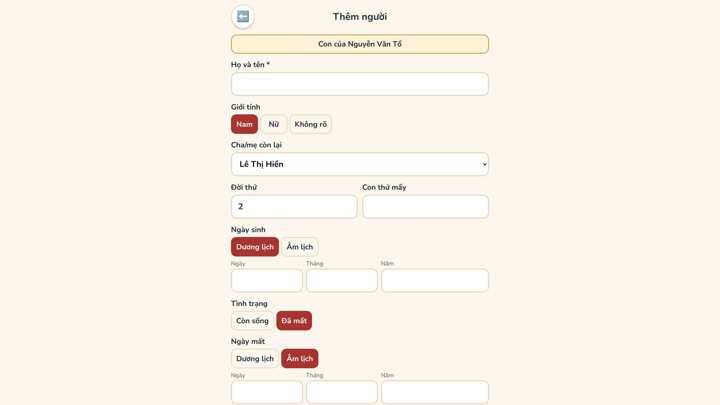 Thêm người
Con của Nguyễn Văn Tổ
Họ và tên *
Giới tính
Nam Nữ Không rõ
Cha/mẹ còn lại
Lê Thị Hiền
Đời thứ Con thứ mấy
2
Ngày sinh
Dương lịch Âm lịch
Ngày Tháng Năm
Tình trạng
Còn sống Đã mất
Ngày mất
Dương lịch Âm lịch
Ngày Tháng Năm